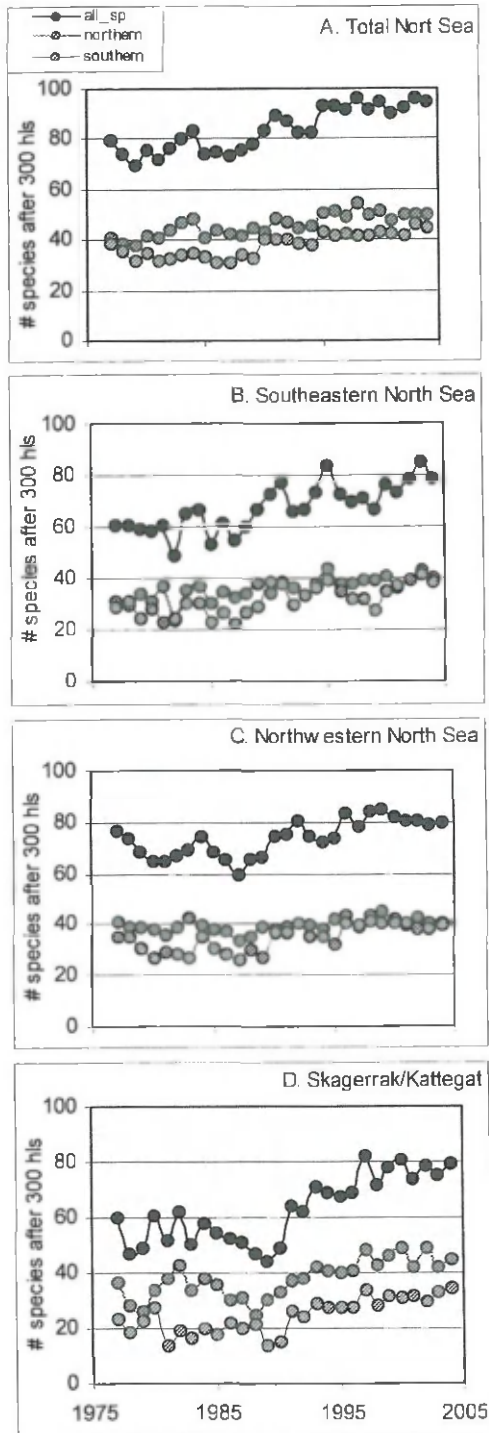 all_sp
northern
southern
A. Total Nort Sea
# species after 300 hls
100
80
60
40
20
0
B. Southeastern North Sea
# species after 300 hls
100
80
60
40
20
0
C. Northwestern North Sea
# species after 300 hls
100
80
60
40
20
0
D. Skagerrak/Kattegat
# species after 300 hls
100
80
60
40
20
0
1975
1985
1995
2005